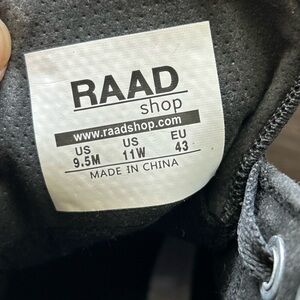 RAAD
shop
www.raadshop.com
US US EU
9.5M 11W 43
MADE IN CHINA